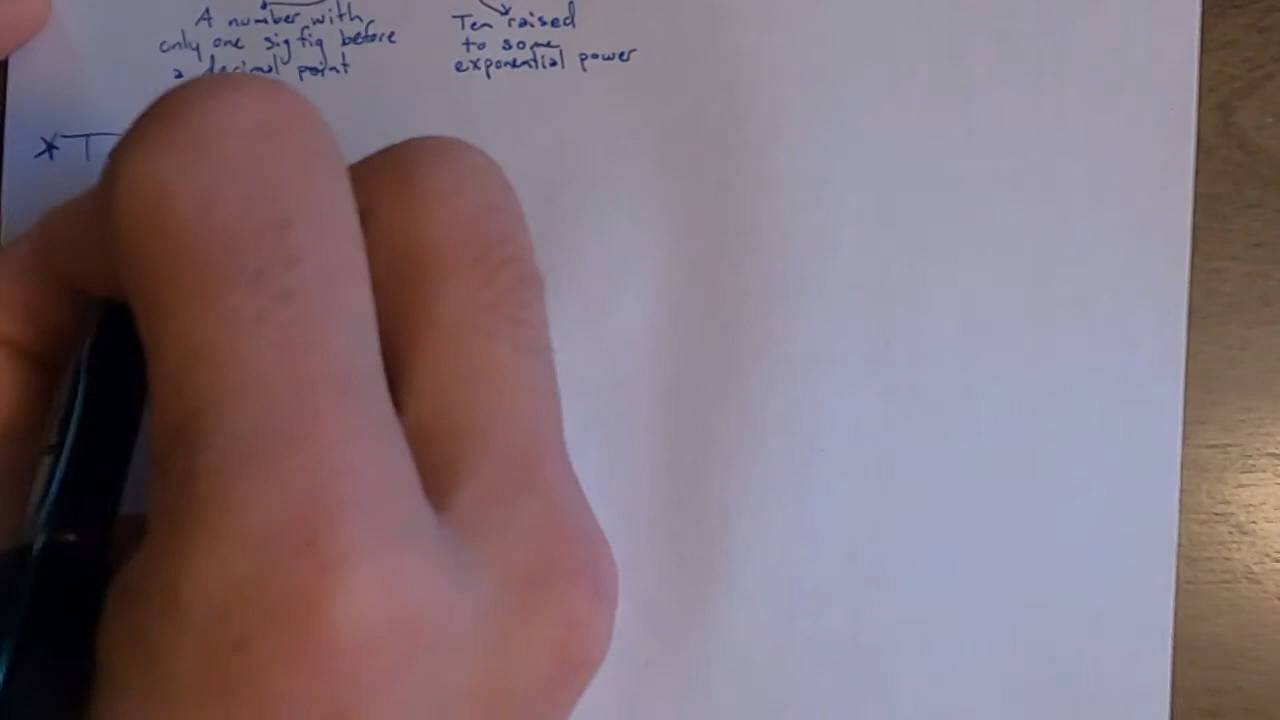 A number with
only one sig fig before
a decimal point
Ten raised
to some
exponential power
*T